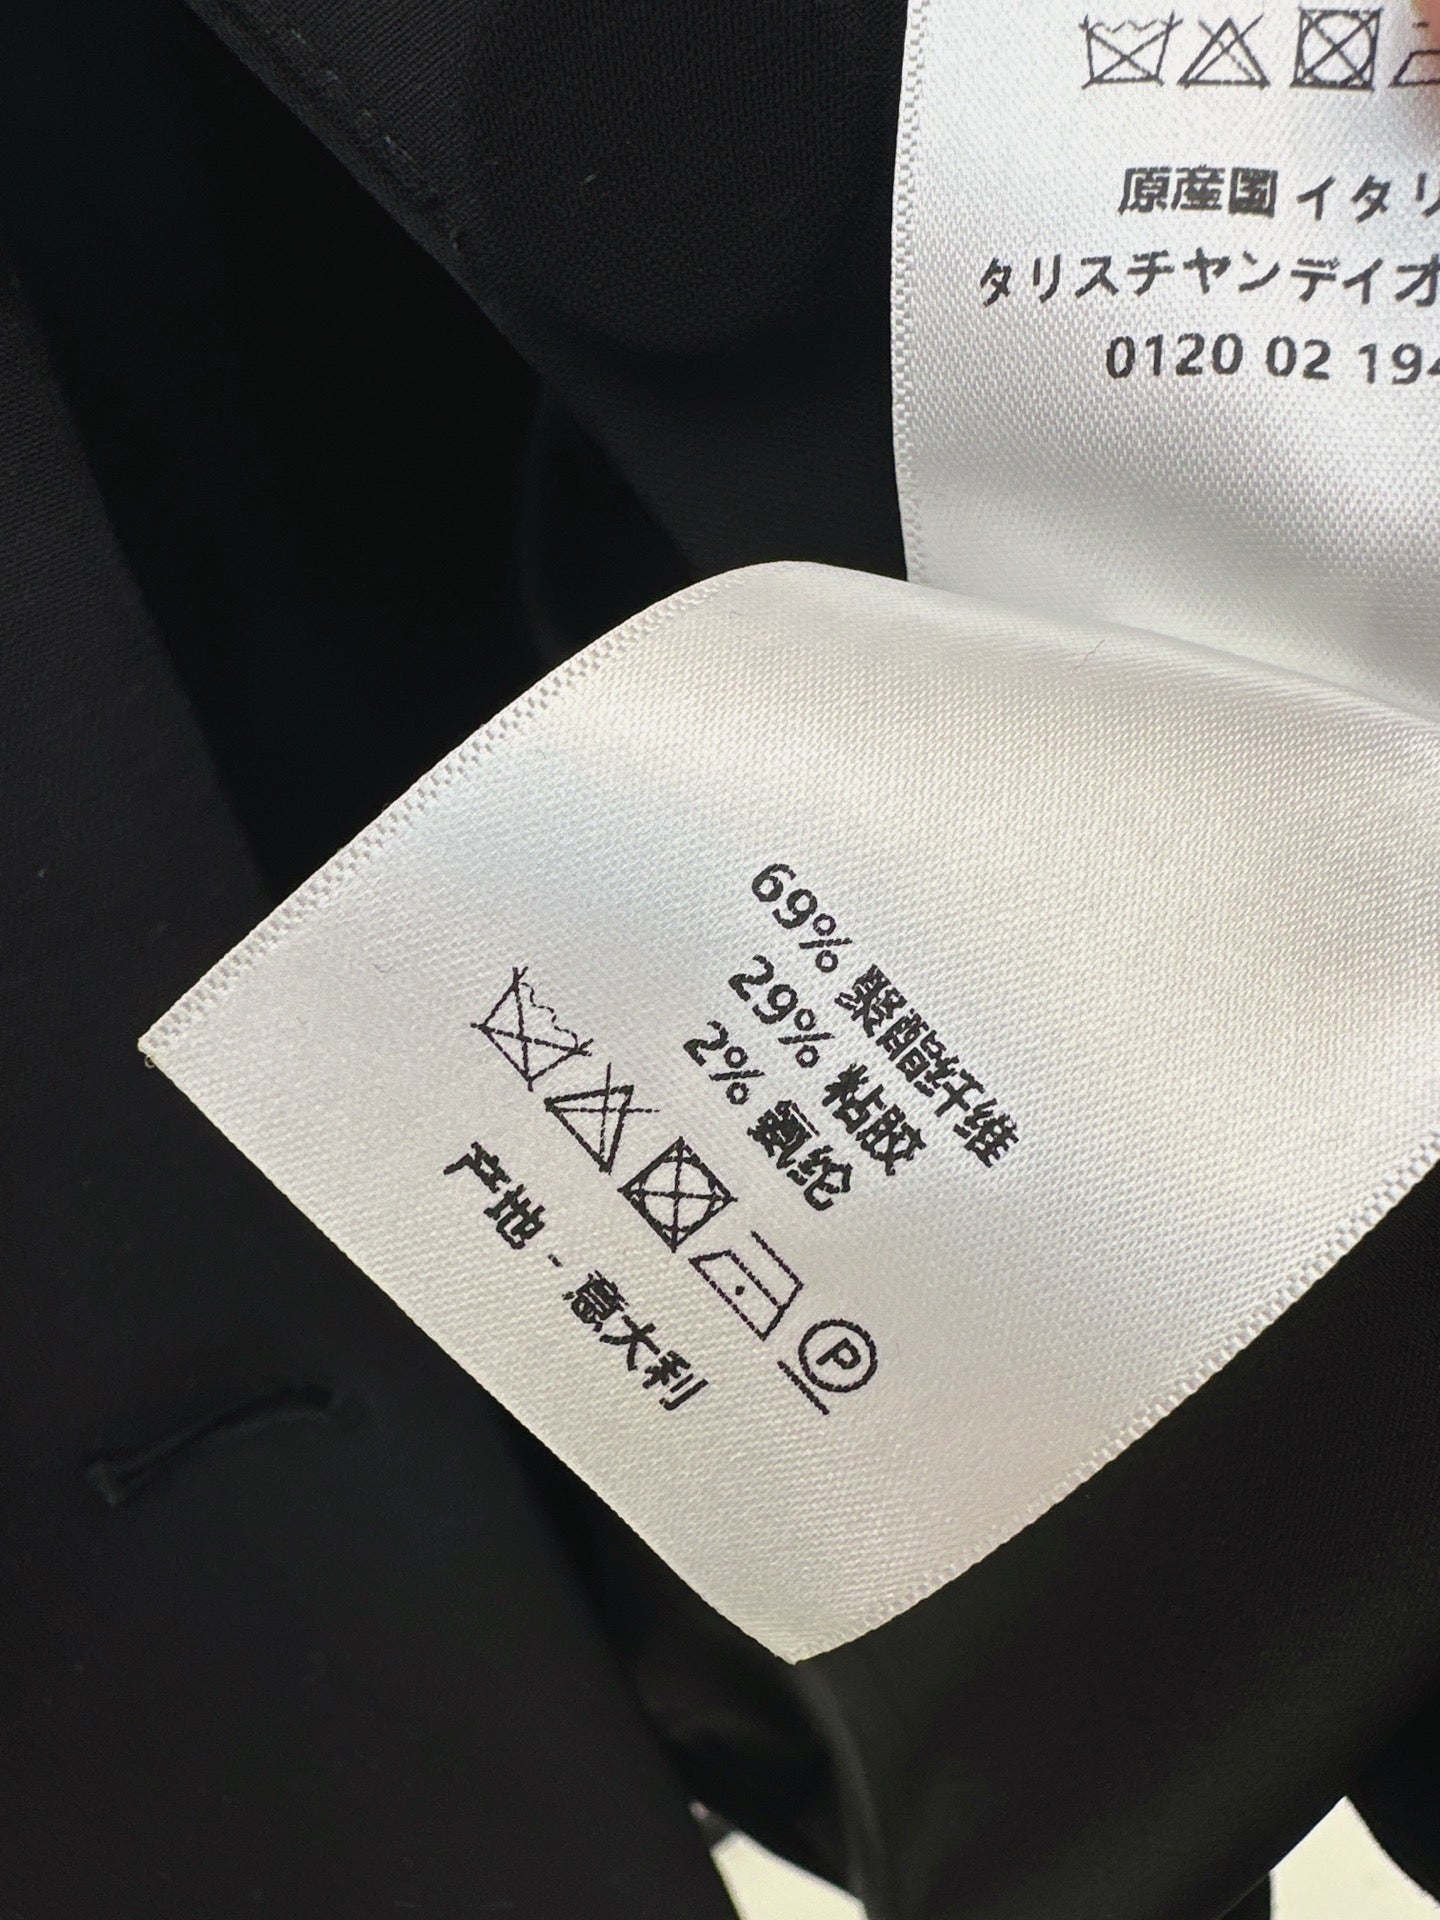 原産国 イタリ
タリスチヤンデイオ
0120 02 194
69% 聚酯纤维
29% 粘胶
2% 氨纶
P
产地 - 意大利